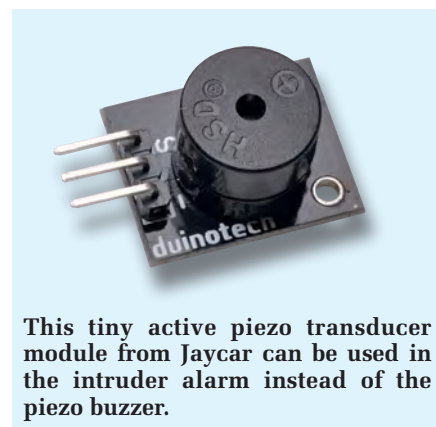 HSD@
S
-
duinotech
This tiny active piezo transducer
module from Jaycar can be used in
the intruder alarm instead of the
piezo buzzer.